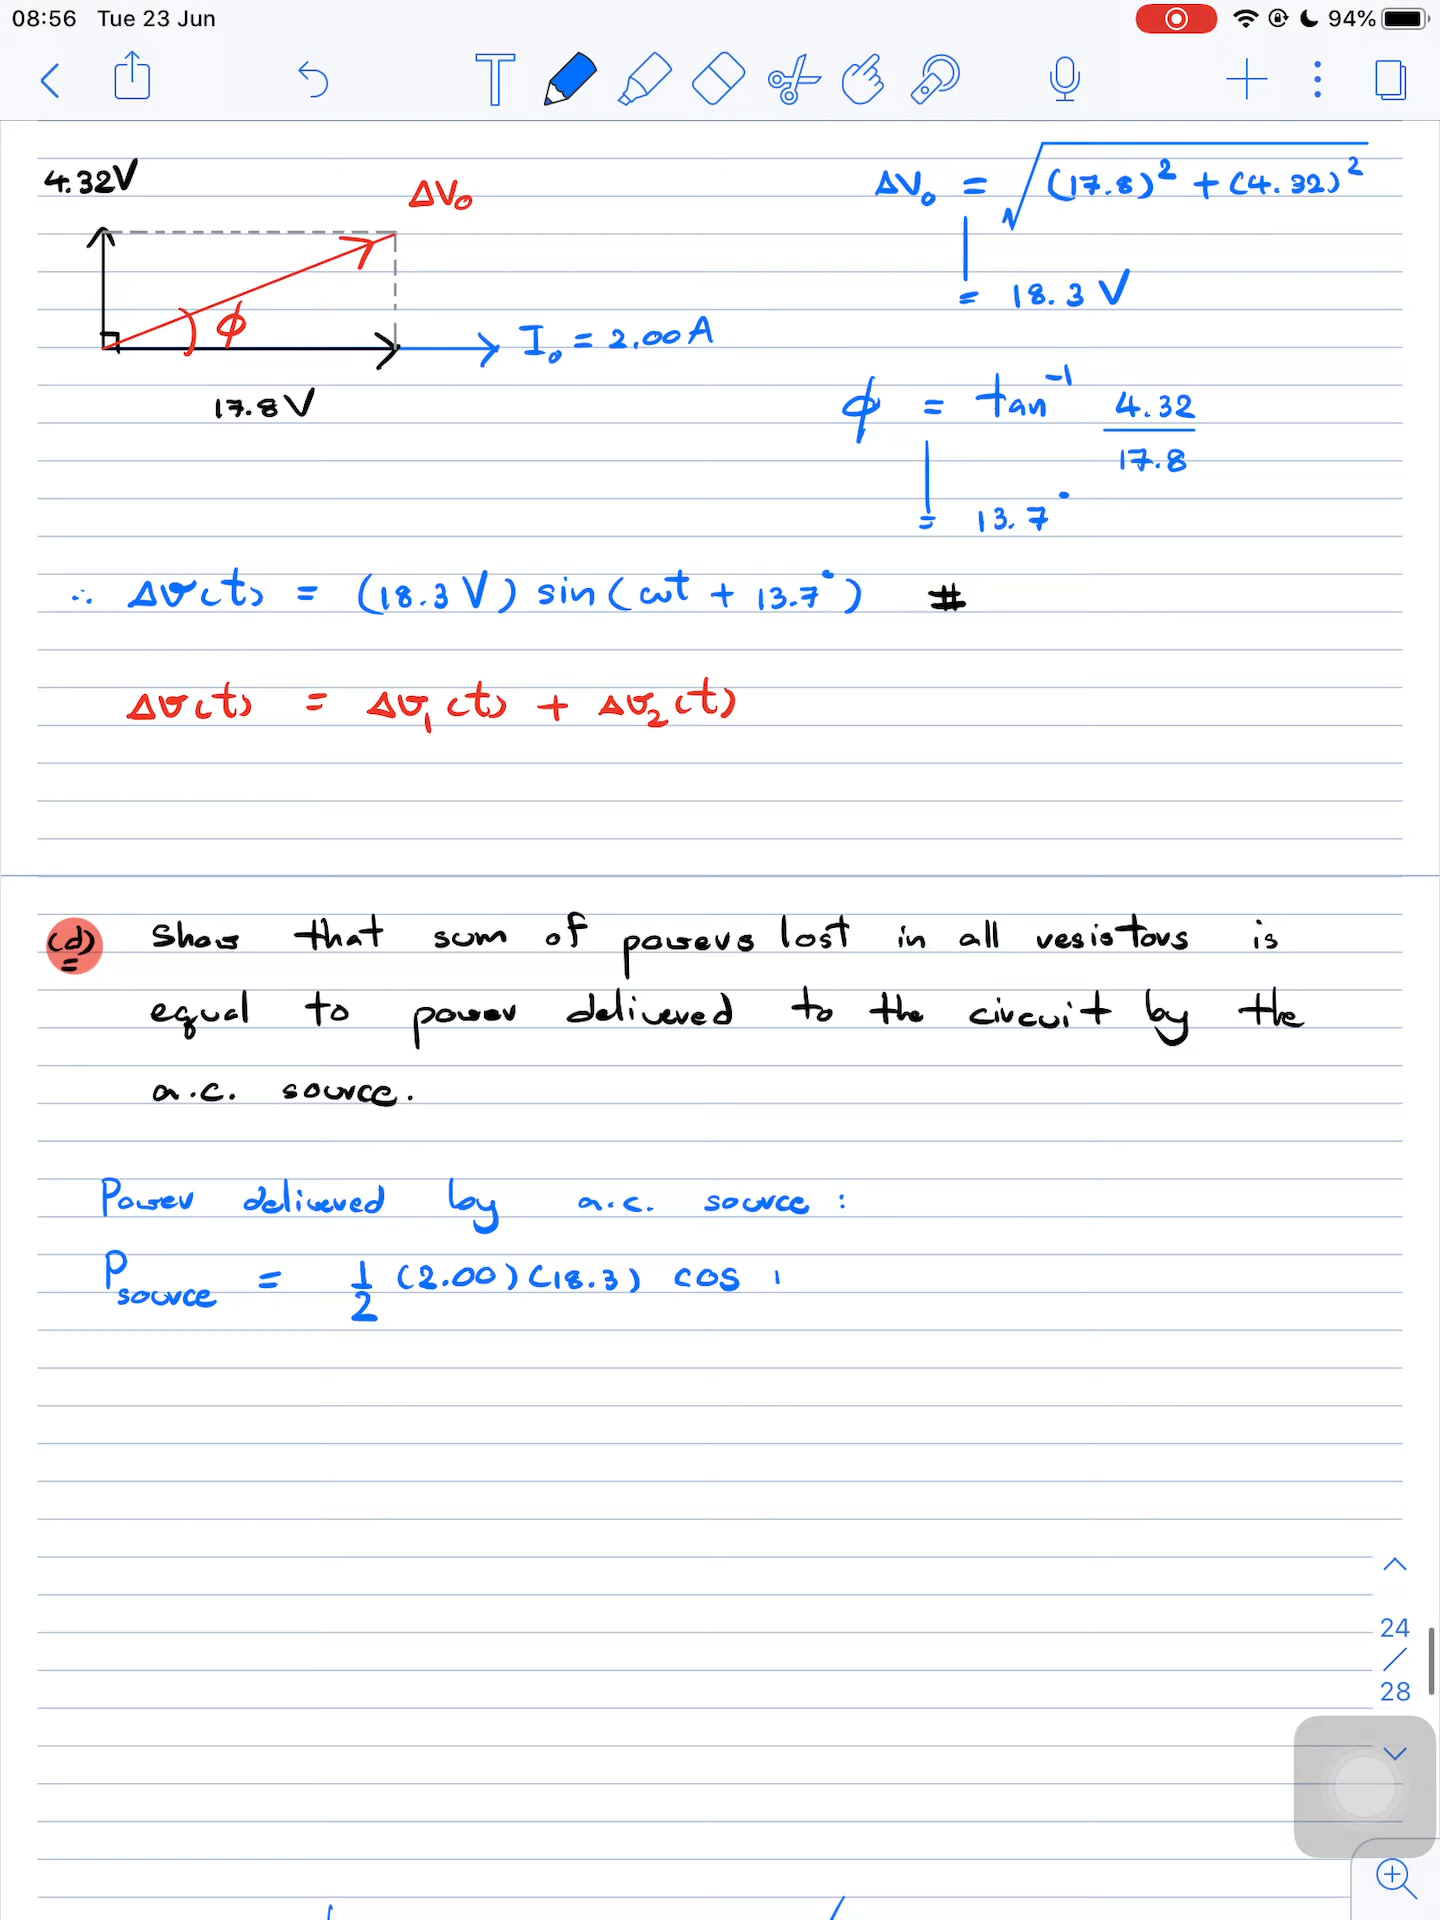 08:56 Tue 23 Jun 94%
T
4.32V
ΔV₀
ΔV₀ = √(17.8)² + (4.32)²
= 18.3 V
ϕ
I₀ = 2.00A
17.8V
ϕ = tan⁻¹ 4.32/17.8
= 13.7°
∴ Δv(t) = (18.3 V) sin(ωt + 13.7°) #
Δv(t) = Δv₁(t) + Δv₂(t)
(d) Show that sum of powers lost in all resistors is
equal to power delivered to the circuit by the
a.c. source.
Power delivered by a.c. source :
P source = 1/2 (2.00)(18.3) cos
24
/
28